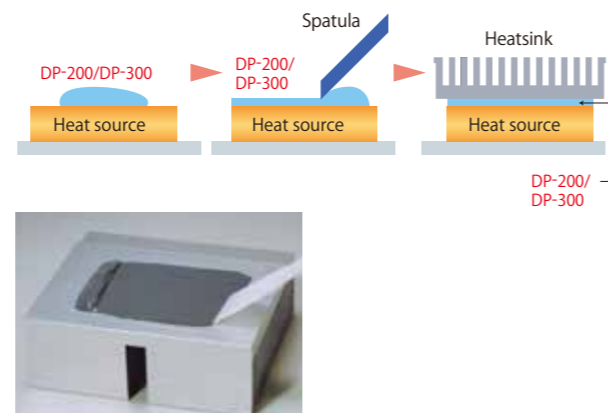 Spatula
Heatsink
DP-200/DP-300
DP-200/
DP-300
Heat source
Heat source
Heat source
DP-200/
DP-300